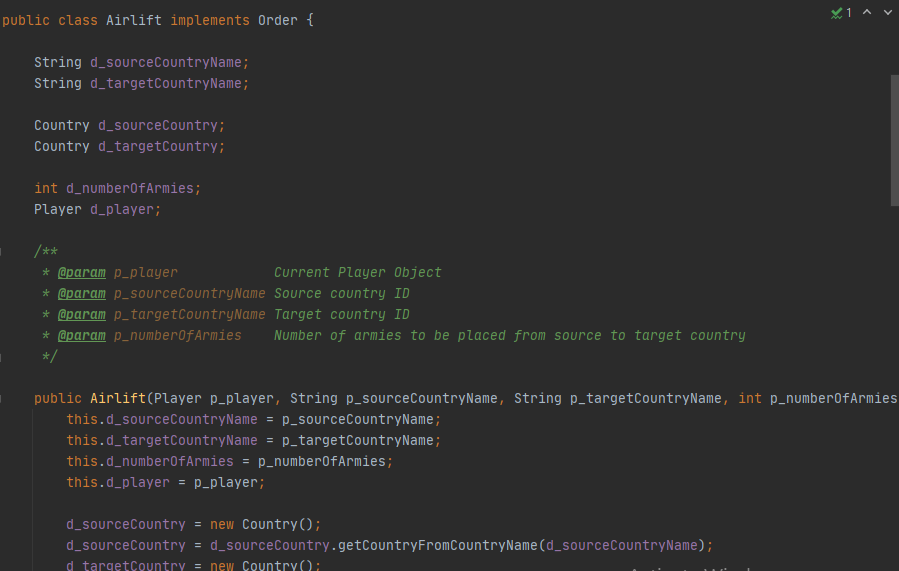 public class Airlift implements Order {
1
String d_sourceCountryName;
String d_targetCountryName;
Country d_sourceCountry;
Country d_targetCountry;
int d_numberOfArmies;
Player d_player;
/**
* @param p_player Current Player Object
* @param p_sourceCountryName Source country ID
* @param p_targetCountryName Target country ID
* @param p_numberOfArmies Number of armies to be placed from source to target country
*/
public Airlift(Player p_player, String p_sourceCountryName, String p_targetCountryName, int p_numberOfArmies
this.d_sourceCountryName = p_sourceCountryName;
this.d_targetCountryName = p_targetCountryName;
this.d_numberOfArmies = p_numberOfArmies;
this.d_player = p_player;
d_sourceCountry = new Country();
d_sourceCountry = d_sourceCountry.getCountryFromCountryName(d_sourceCountryName);
d_targetCountry = new Country();